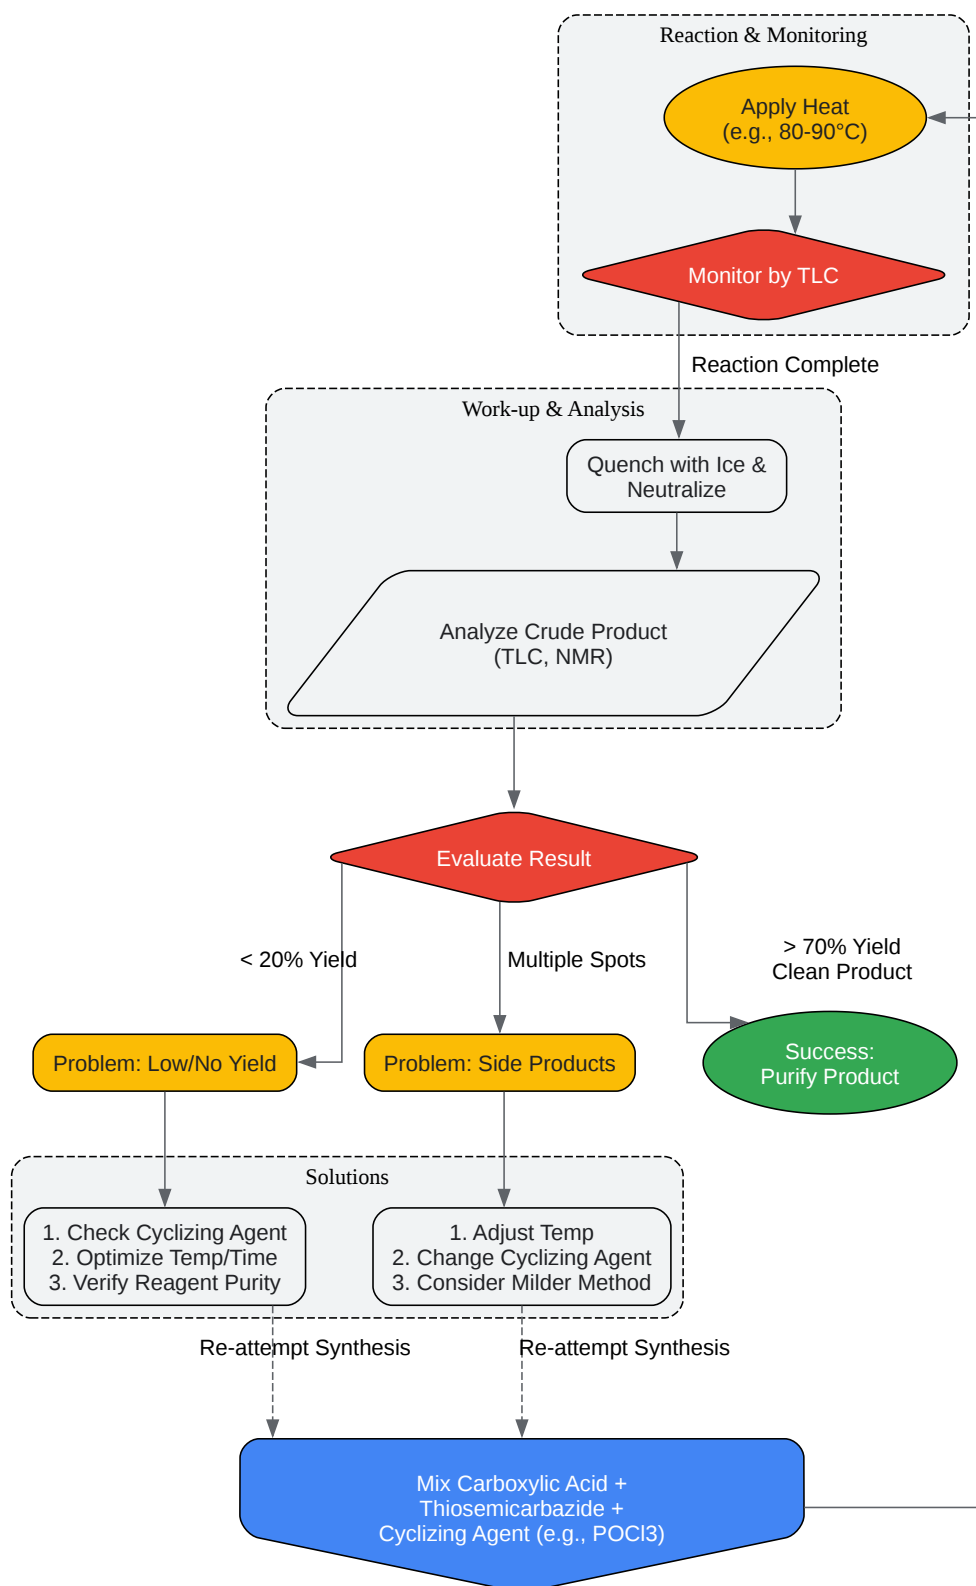 Reaction & Monitoring
Apply Heat
(e.g., 80-90°C)
Monitor by TLC
Reaction Complete
Work-up & Analysis
Quench with Ice &
Neutralize
Analyze Crude Product
(TLC, NMR)
Evaluate Result
< 20% Yield
Multiple Spots
> 70% Yield
Clean Product
Problem: Low/No Yield
Problem: Side Products
Success:
Purify Product
Solutions
1. Check Cyclizing Agent
2. Optimize Temp/Time
3. Verify Reagent Purity
1. Adjust Temp
2. Change Cyclizing Agent
3. Consider Milder Method
Re-attempt Synthesis
Re-attempt Synthesis
Mix Carboxylic Acid +
Thiosemicarbazide +
Cyclizing Agent (e.g., POCl3)